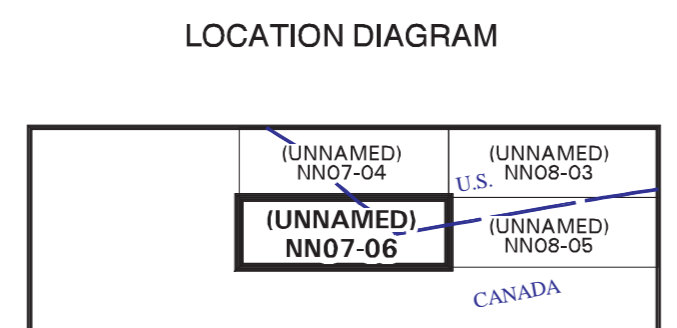 LOCATION DIAGRAM
(UNNAMED)
NN07-04
(UNNAMED)
NN08-03
U.S.
(UNNAMED)
NN07-06
(UNNAMED)
NN08-05
CANADA